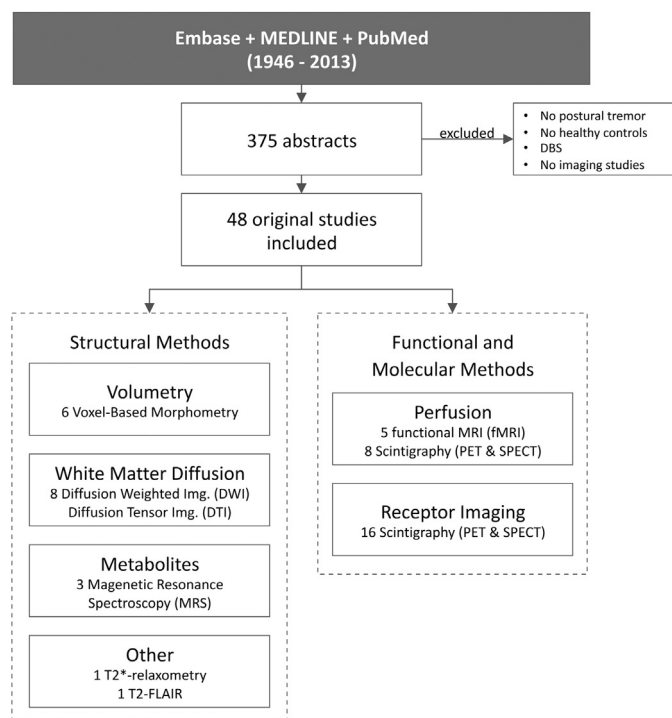 Embase + MEDLINE + PubMed
(1946 - 2013)
375 abstracts
excluded
• No postural tremor
• No healthy controls
• DBS
• No imaging studies
48 original studies
included
Structural Methods
Volumetry
6 Voxel-Based Morphometry
White Matter Diffusion
8 Diffusion Weighted Img. (DWI)
Diffusion Tensor Img. (DTI)
Metabolites
3 Magenetic Resonance
Spectroscopy (MRS)
Other
1 T2*-relaxometry
1 T2-FLAIR
Functional and
Molecular Methods
Perfusion
5 functional MRI (fMRI)
8 Scintigraphy (PET & SPECT)
Receptor Imaging
16 Scintigraphy (PET & SPECT)